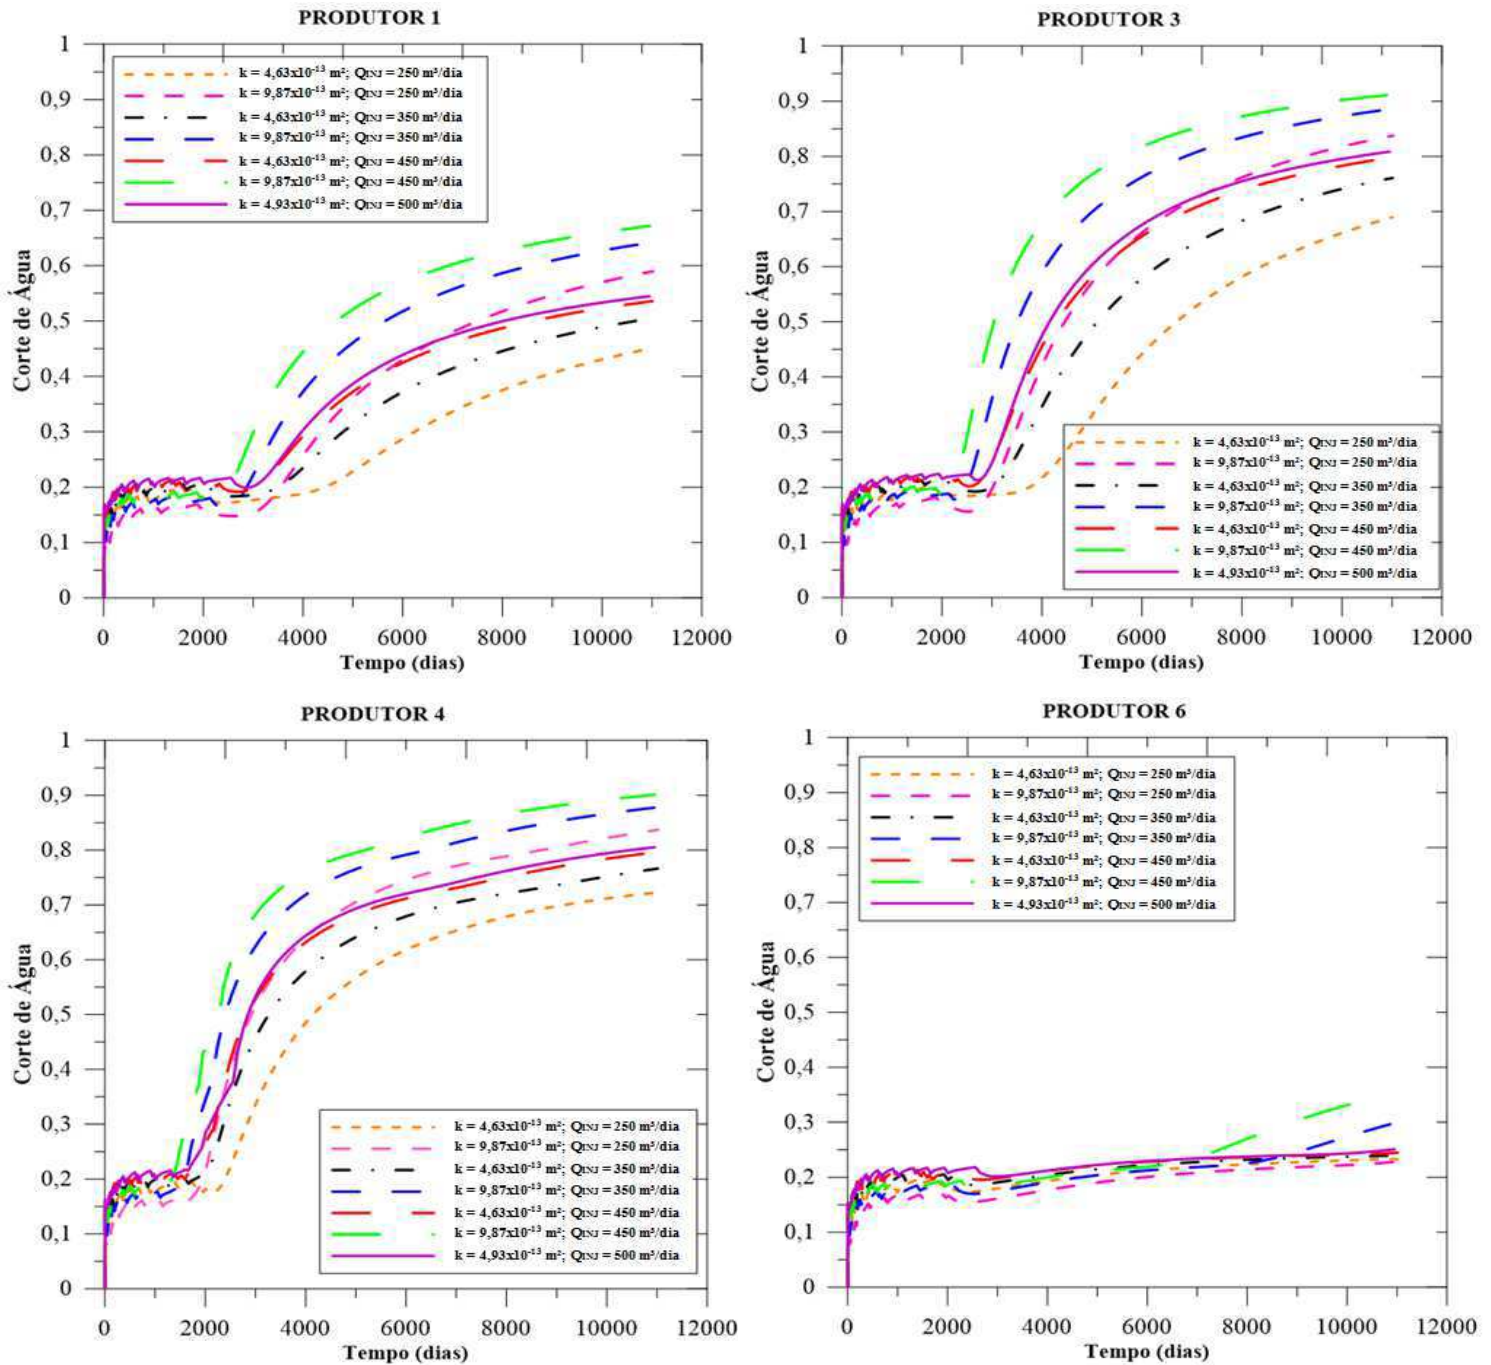 PRODUTOR 1
1
0,9
0,8
0,7
0,6
0,5
0,4
0,3
0,2
0,1
0
Corte de Água
k = 4,63x10⁻¹³ m²; QINJ = 250 m³/dia
k = 9,87x10⁻¹³ m²; QINJ = 250 m³/dia
k = 4,63x10⁻¹³ m²; QINJ = 350 m³/dia
k = 9,87x10⁻¹³ m²; QINJ = 350 m³/dia
k = 4,63x10⁻¹³ m²; QINJ = 450 m³/dia
k = 9,87x10⁻¹³ m²; QINJ = 450 m³/dia
k = 4,93x10⁻¹³ m²; QINJ = 500 m³/dia
0 2000 4000 6000 8000 10000 12000
Tempo (dias)
PRODUTOR 3
1
0,9
0,8
0,7
0,6
0,5
0,4
0,3
0,2
0,1
0
Corte de Água
k = 4,63x10⁻¹³ m²; QINJ = 250 m³/dia
k = 9,87x10⁻¹³ m²; QINJ = 250 m³/dia
k = 4,63x10⁻¹³ m²; QINJ = 350 m³/dia
k = 9,87x10⁻¹³ m²; QINJ = 350 m³/dia
k = 4,63x10⁻¹³ m²; QINJ = 450 m³/dia
k = 9,87x10⁻¹³ m²; QINJ = 450 m³/dia
k = 4,93x10⁻¹³ m²; QINJ = 500 m³/dia
0 2000 4000 6000 8000 10000 12000
Tempo (dias)
PRODUTOR 4
1
0,9
0,8
0,7
0,6
0,5
0,4
0,3
0,2
0,1
0
Corte de Água
k = 4,63x10⁻¹³ m²; QINJ = 250 m³/dia
k = 9,87x10⁻¹³ m²; QINJ = 250 m³/dia
k = 4,63x10⁻¹³ m²; QINJ = 350 m³/dia
k = 9,87x10⁻¹³ m²; QINJ = 350 m³/dia
k = 4,63x10⁻¹³ m²; QINJ = 450 m³/dia
k = 9,87x10⁻¹³ m²; QINJ = 450 m³/dia
k = 4,93x10⁻¹³ m²; QINJ = 500 m³/dia
0 2000 4000 6000 8000 10000 12000
Tempo (dias)
PRODUTOR 6
1
0,9
0,8
0,7
0,6
0,5
0,4
0,3
0,2
0,1
0
Corte de Água
k = 4,63x10⁻¹³ m²; QINJ = 250 m³/dia
k = 9,87x10⁻¹³ m²; QINJ = 250 m³/dia
k = 4,63x10⁻¹³ m²; QINJ = 350 m³/dia
k = 9,87x10⁻¹³ m²; QINJ = 350 m³/dia
k = 4,63x10⁻¹³ m²; QINJ = 450 m³/dia
k = 9,87x10⁻¹³ m²; QINJ = 450 m³/dia
k = 4,93x10⁻¹³ m²; QINJ = 500 m³/dia
0 2000 4000 6000 8000 10000 12000
Tempo (dias)